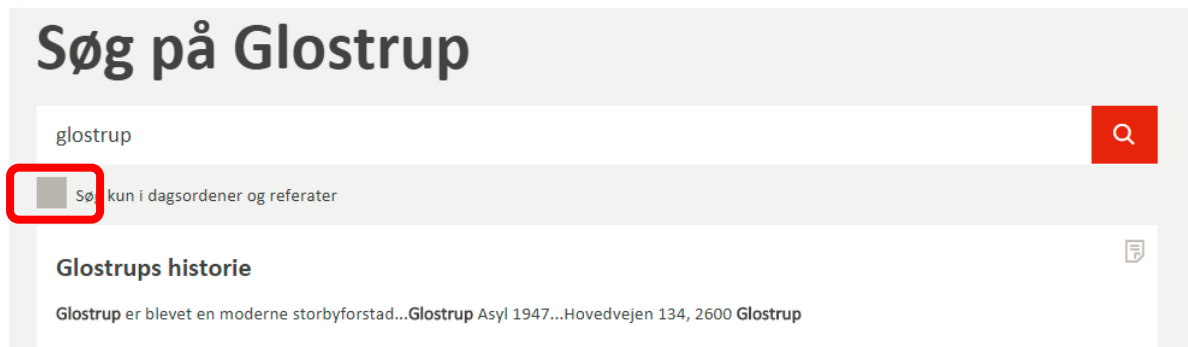 Søg på Glostrup
glostrup
Søg kun i dagsordener og referater
Glostrups historie
Glostrup er blevet en moderne storbyforstad...Glostrup Asyl 1947...Hovedvejen 134, 2600 Glostrup